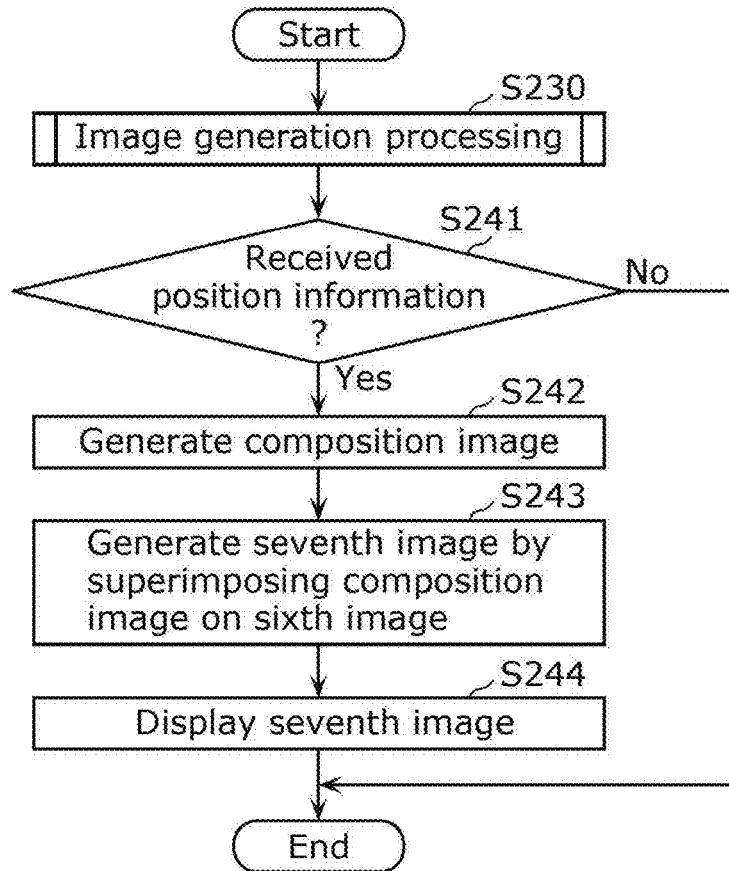 Start
S230
Image generation processing
S241
Received
position information
?
No
Yes
S242
Generate composition image
S243
Generate seventh image by
superimposing composition
image on sixth image
S244
Display seventh image
End